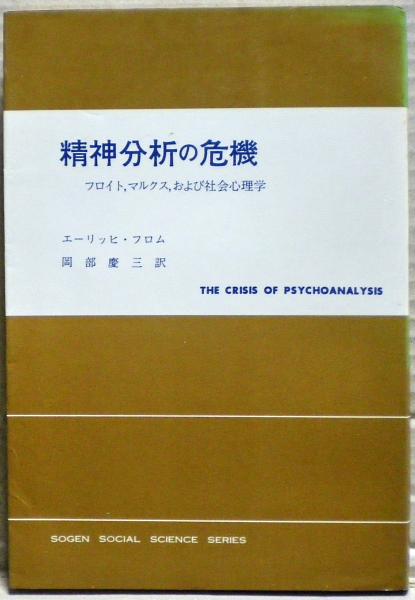 精神分析の危機
フロイト,マルクス,および社会心理学
エーリッヒ・フロム
岡部慶三訳
THE CRISIS OF PSYCHOANALYSIS
SOGEN SOCIAL SCIENCE SERIES